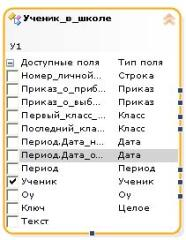 Ученик_в_школе
У1
Доступные поля Тип поля
Номер_личной... Строка
Приказ_о_приб... Приказ
Приказ_о_выб... Приказ
Первый_класс_... Класс
Последний_кла... Класс
Период.Дата_н... Дата
Период.Дата_о... Дата
Период Период
Ученик Ученик
Оу Оу
Ключ Целое
Текст